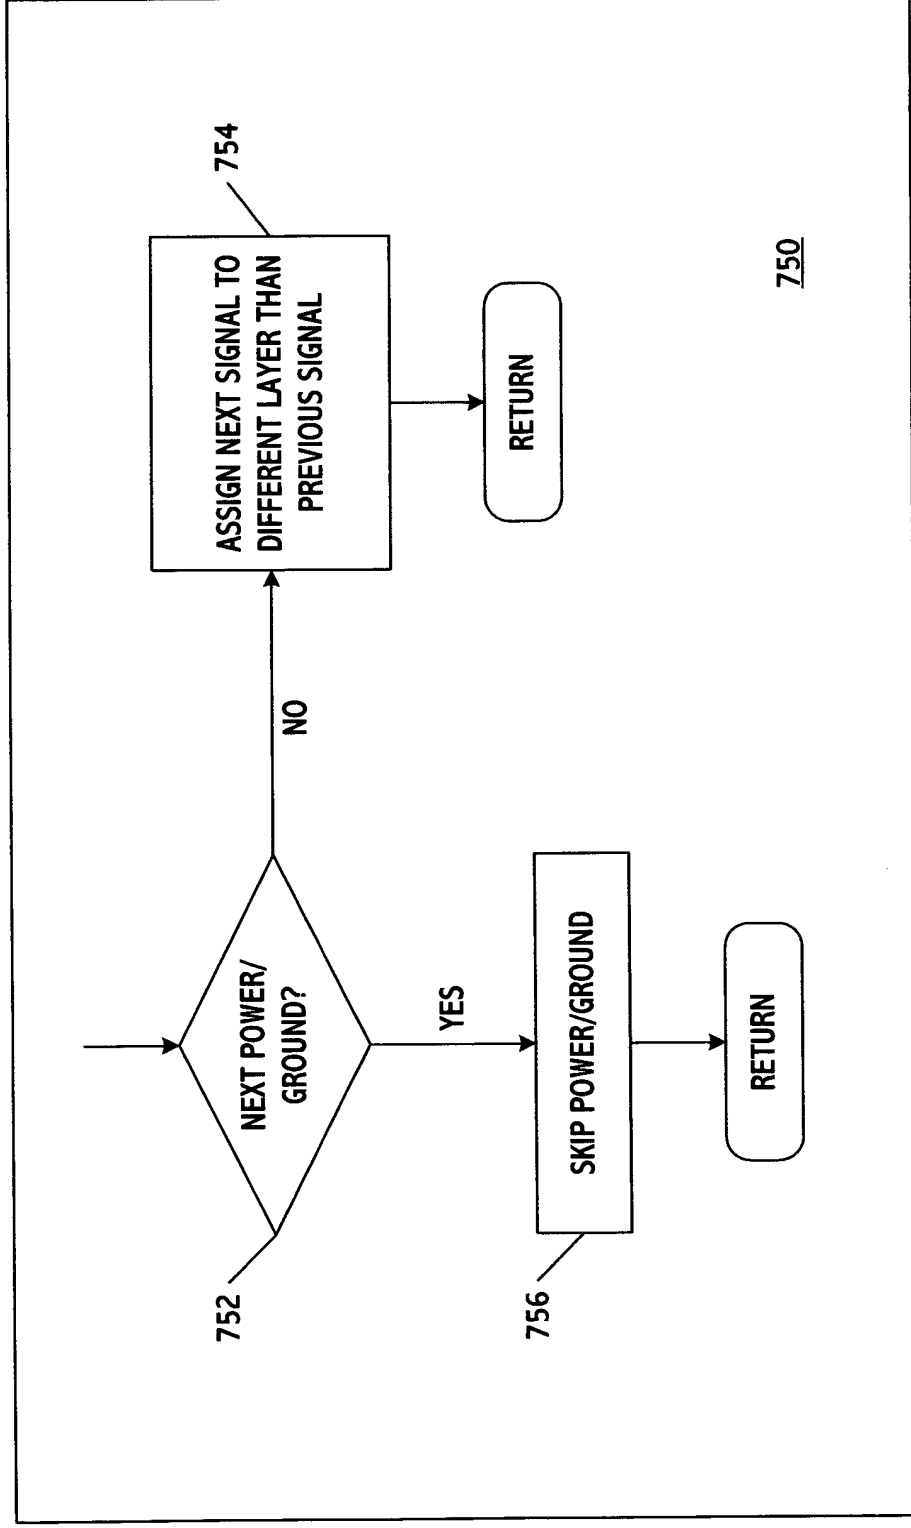 752
NEXT POWER/
GROUND?
NO
ASSIGN NEXT SIGNAL TO
DIFFERENT LAYER THAN
PREVIOUS SIGNAL
754
RETURN
YES
756
SKIP POWER/GROUND
RETURN
750